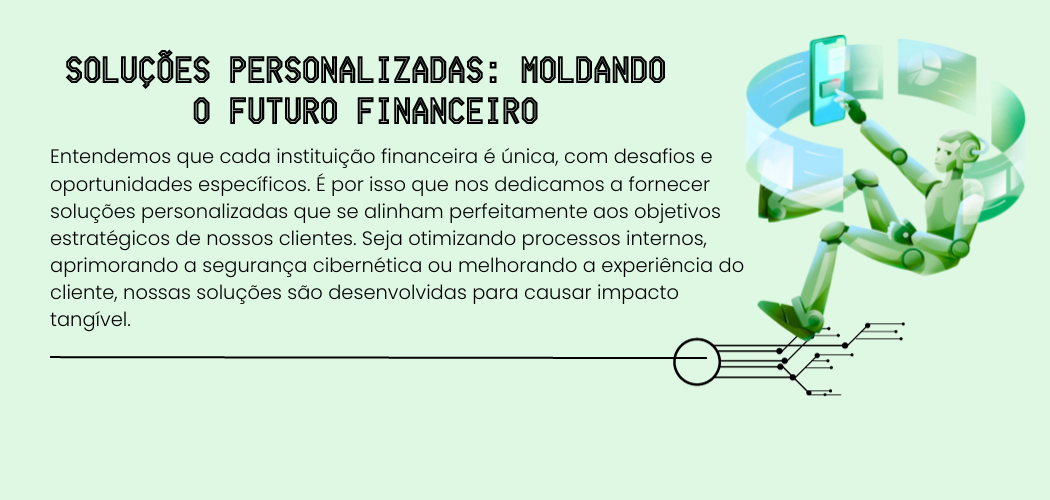 SOLUÇÕES PERSONALIZADAS: MOLDANDO
O FUTURO FINANCEIRO
Entendemos que cada instituição financeira é única, com desafios e
oportunidades específicos. É por isso que nos dedicamos a fornecer
soluções personalizadas que se alinham perfeitamente aos objetivos
estratégicos de nossos clientes. Seja otimizando processos internos,
aprimorando a segurança cibernética ou melhorando a experiência do
cliente, nossas soluções são desenvolvidas para causar impacto
tangível.